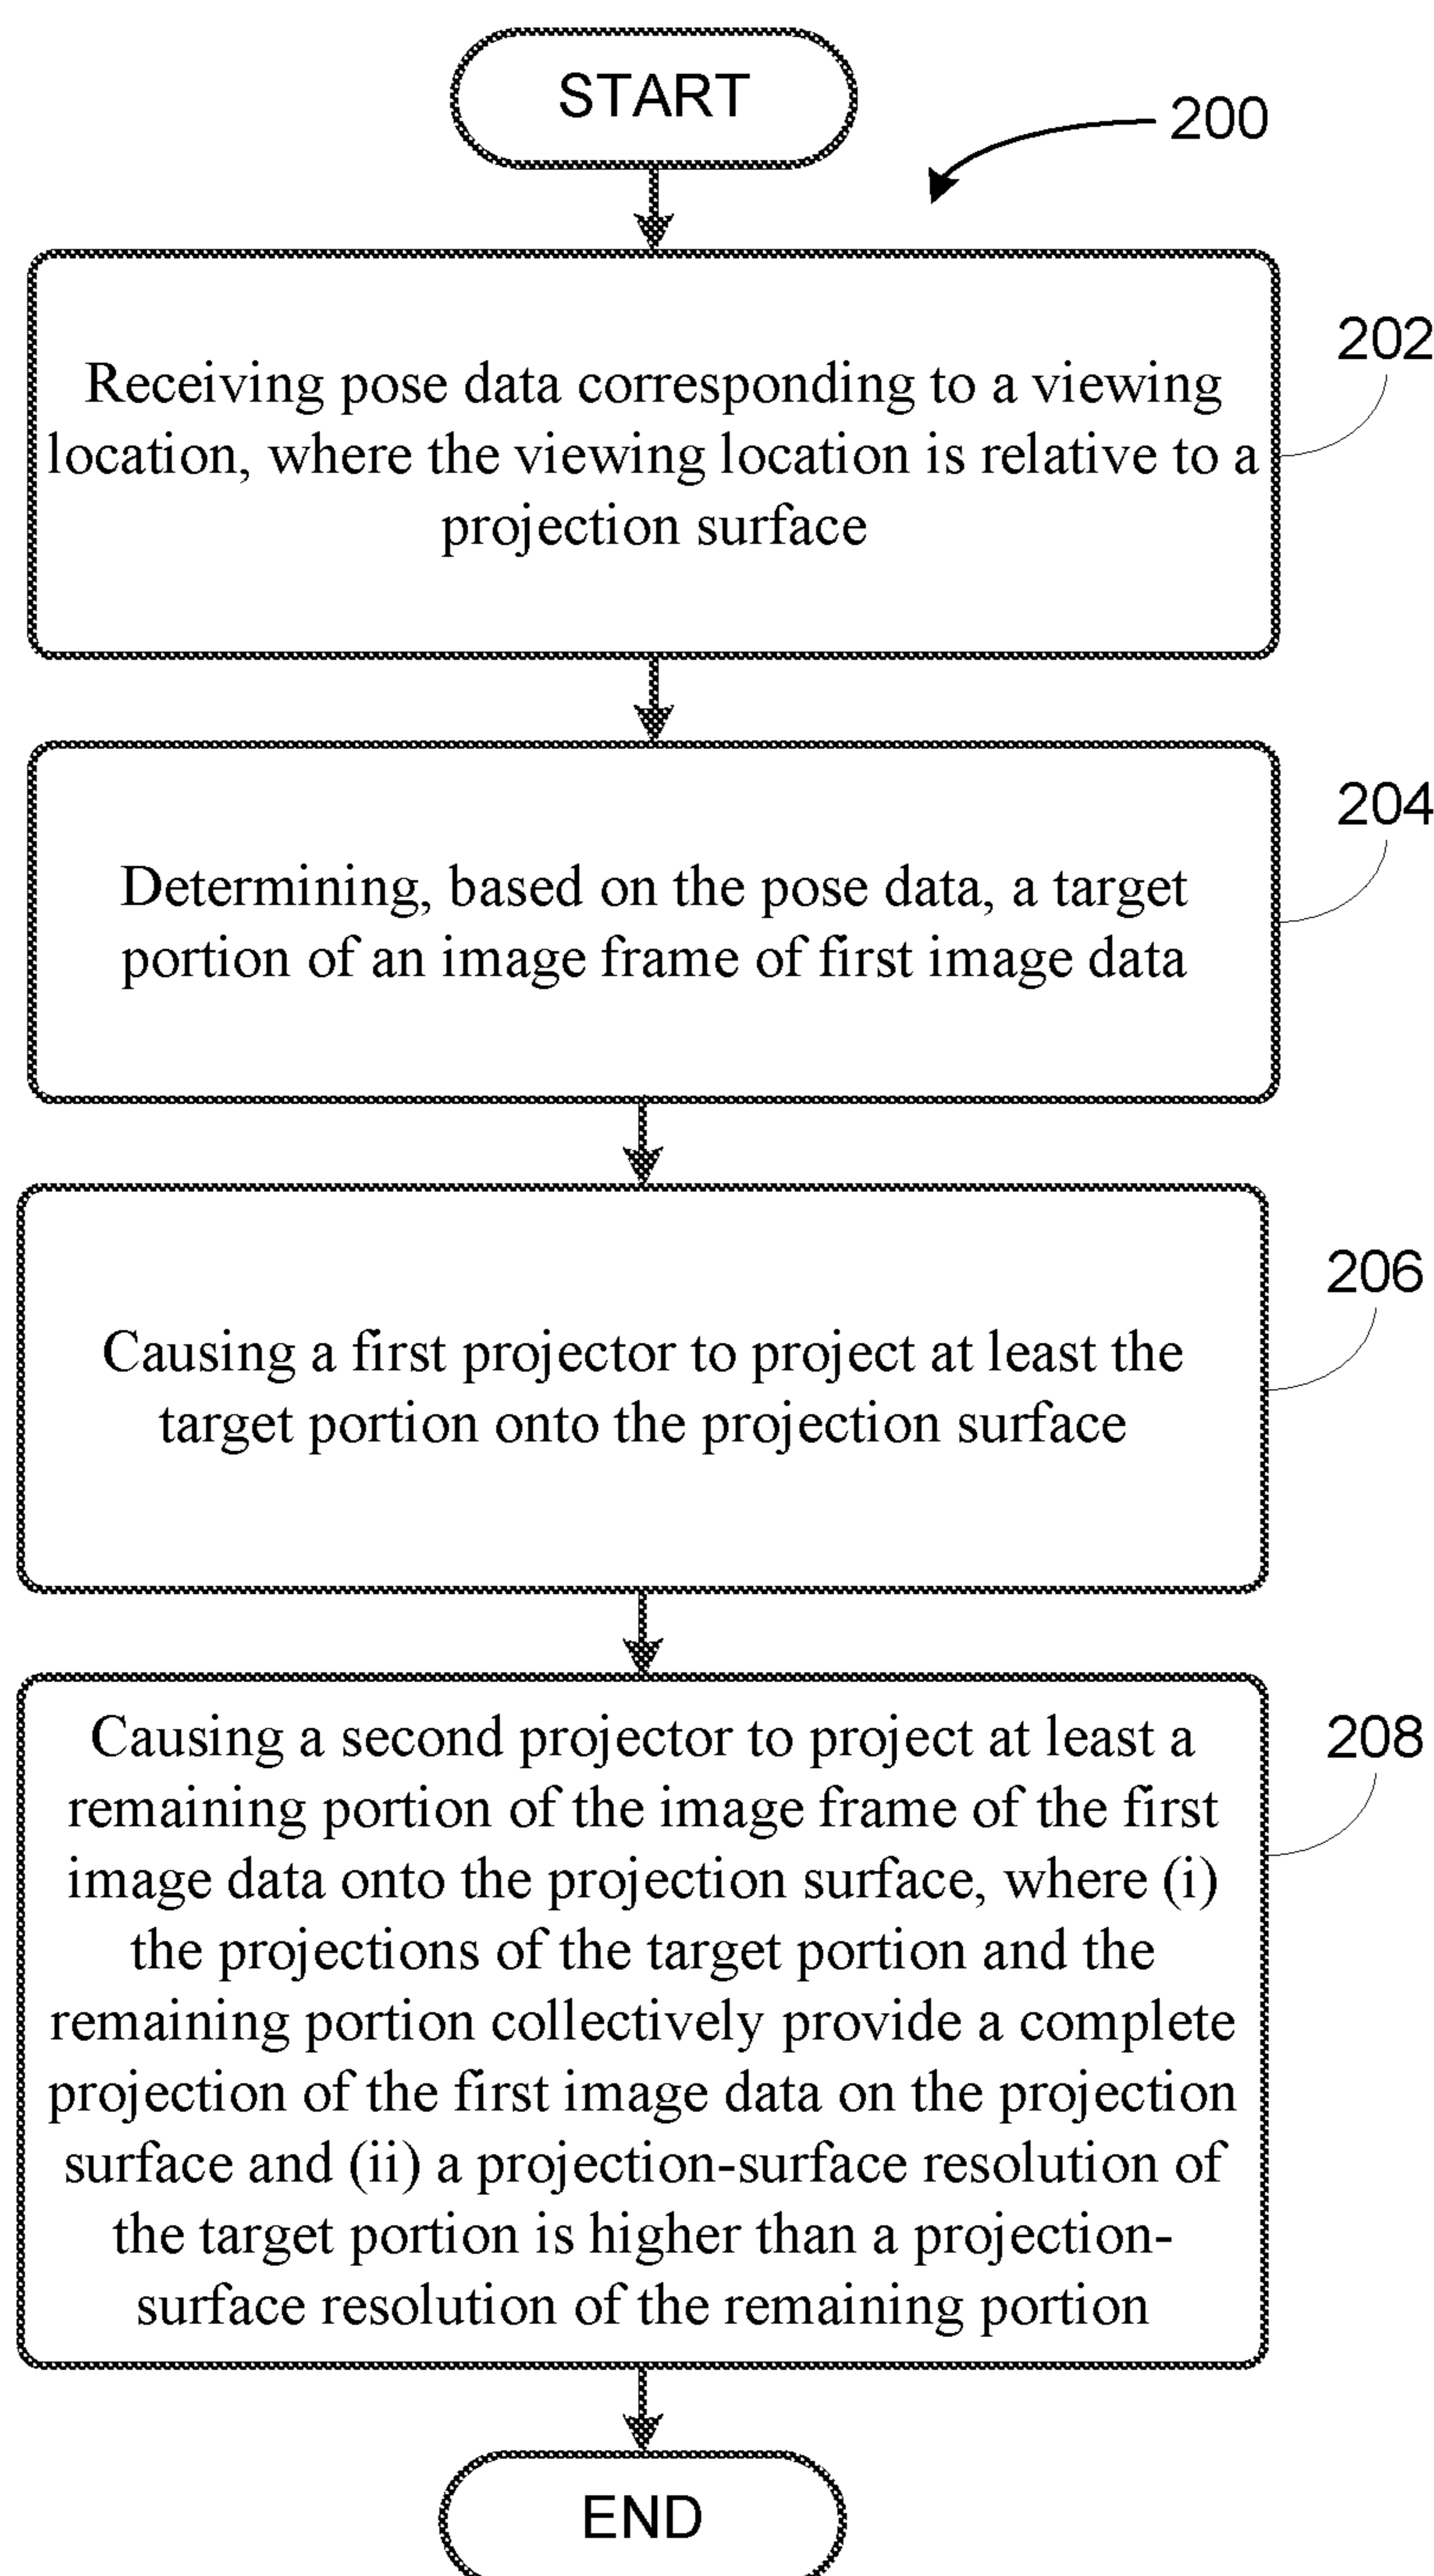 START
200
Receiving pose data corresponding to a viewing
location, where the viewing location is relative to a
projection surface
202
Determining, based on the pose data, a target
portion of an image frame of first image data
204
Causing a first projector to project at least the
target portion onto the projection surface
206
Causing a second projector to project at least a
remaining portion of the image frame of the first
image data onto the projection surface, where (i)
the projections of the target portion and the
remaining portion collectively provide a complete
projection of the first image data on the projection
surface and (ii) a projection-surface resolution of
the target portion is higher than a projection-
surface resolution of the remaining portion
208
END